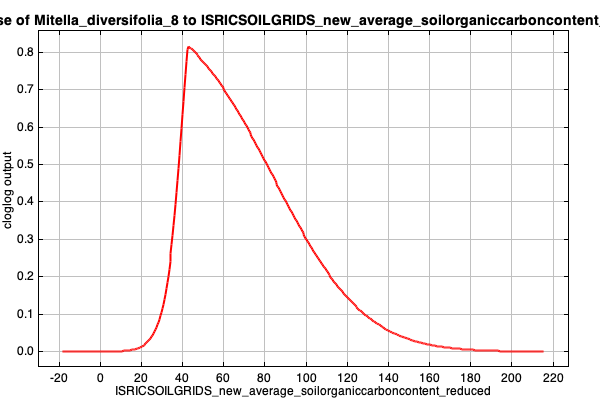 se of Mitella_diversifolia_8 to ISRICSOILGRIDS_new_average_soilorganiccarboncontent_
cloglog output
0.8
0.7
0.6
0.5
0.4
0.3
0.2
0.1
0.0
-20 0 20 40 60 80 100 120 140 160 180 200 220
ISRICSOILGRIDS_new_average_soilorganiccarboncontent_reduced